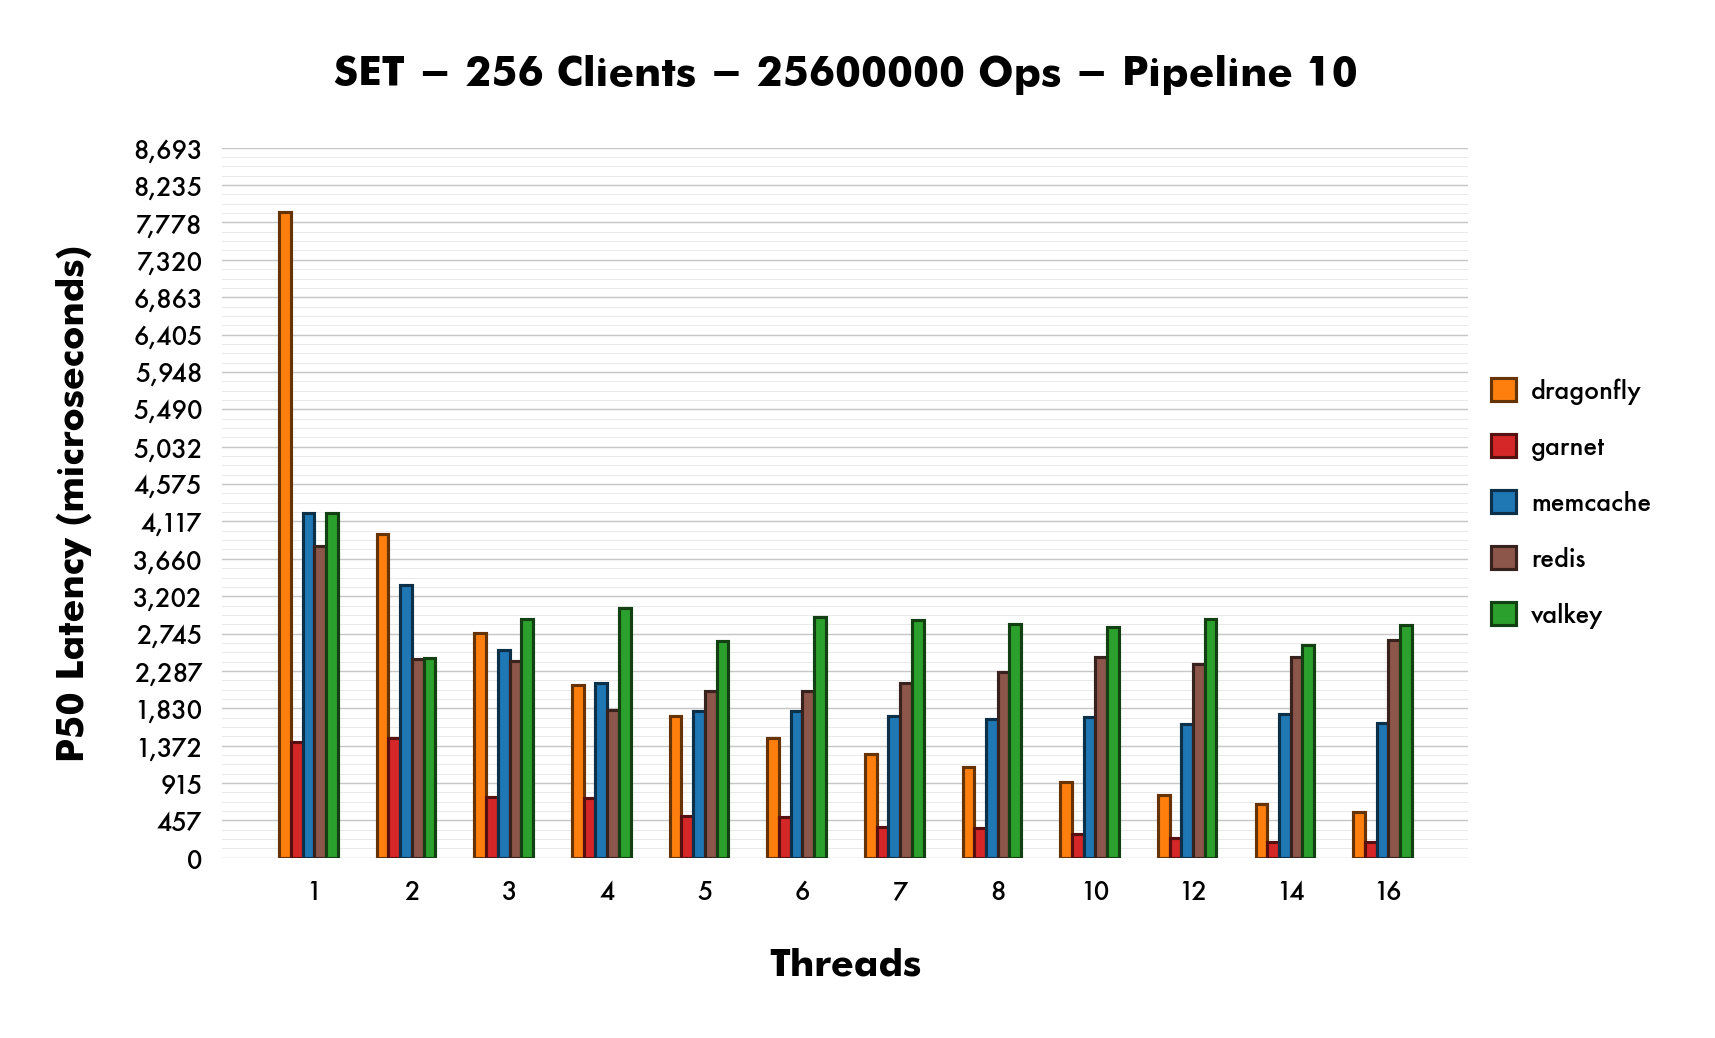 SET – 256 Clients – 25600000 Ops – Pipeline 10
P50 Latency (microseconds)
8,693
8,235
7,778
7,320
6,863
6,405
5,948
5,490
5,032
4,575
4,117
3,660
3,202
2,745
2,287
1,830
1,372
915
457
0
1 2 3 4 5 6 7 8 10 12 14 16
Threads
dragonfly
garnet
memcache
redis
valkey